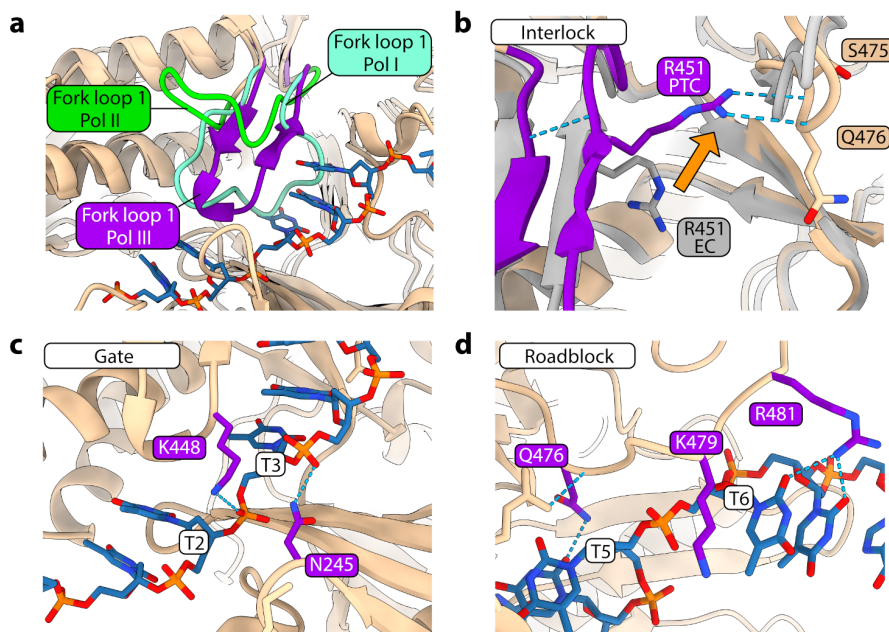 a
Fork loop 1
Pol I
Fork loop 1
Pol II
Fork loop 1
Pol III
b
Interlock
S475
R451
PTC
Q476
R451
EC
c
Gate
K448
T3
T2
N245
d
Roadblock
R481
K479
Q476
T6
T5